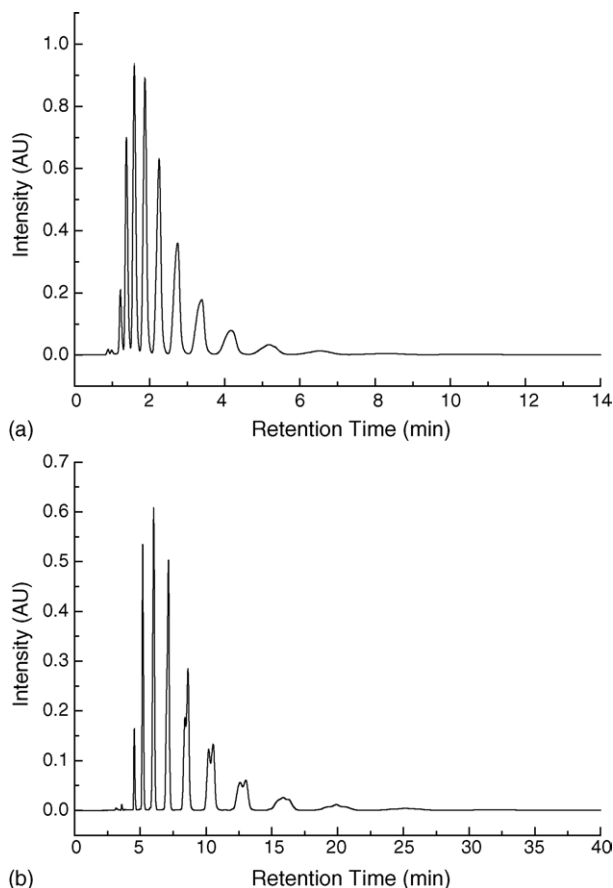 1.0
0.8
0.6
0.4
0.2
0.0
Intensity (AU)
0 2 4 6 8 10 12 14
(a) Retention Time (min)
0.7
0.6
0.5
0.4
0.3
0.2
0.1
0.0
Intensity (AU)
0 5 10 15 20 25 30 35 40
(b) Retention Time (min)